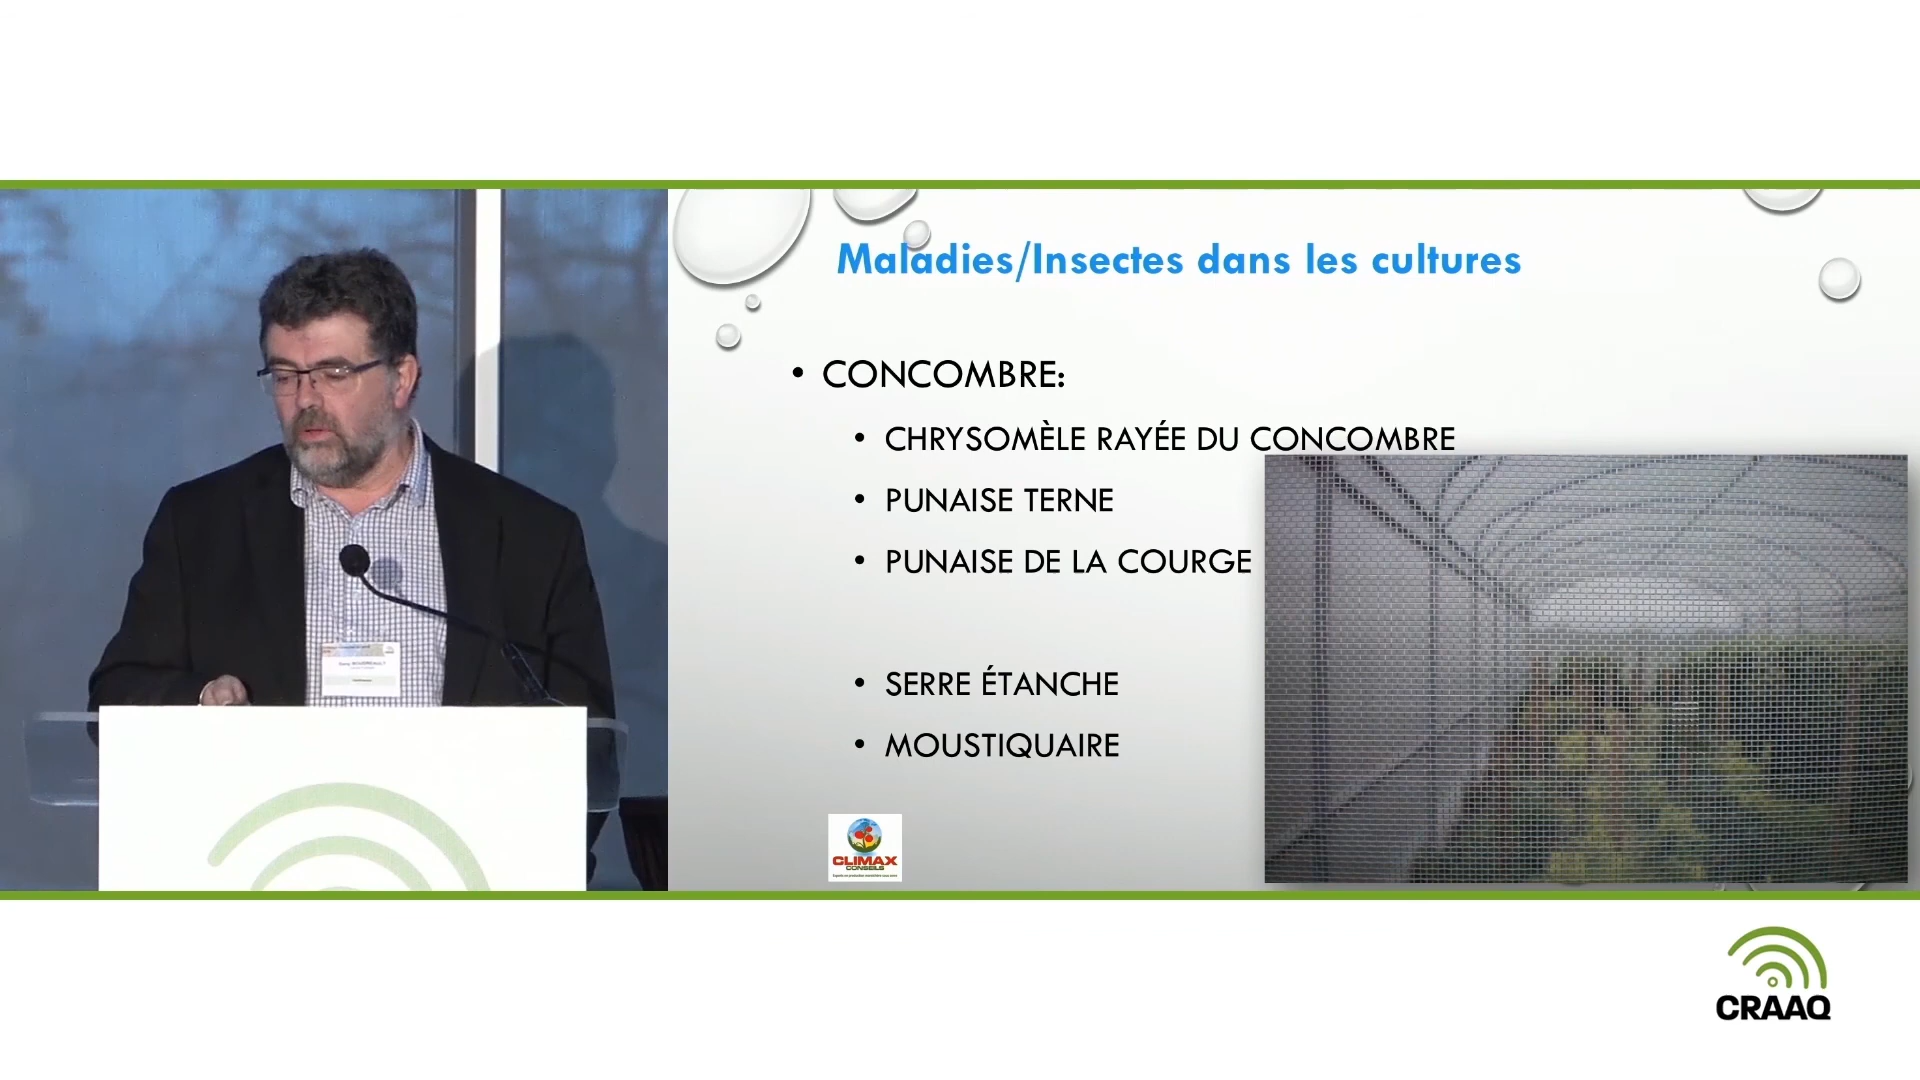 Maladies/Insectes dans les cultures
• CONCOMBRE:
• CHRYSOMÈLE RAYÉE DU CONCOMBRE
• PUNAISE TERNE
• PUNAISE DE LA COURGE
• SERRE ÉTANCHE
• MOUSTIQUAIRE
CLIMAX
CONSEILS
CRAAQ